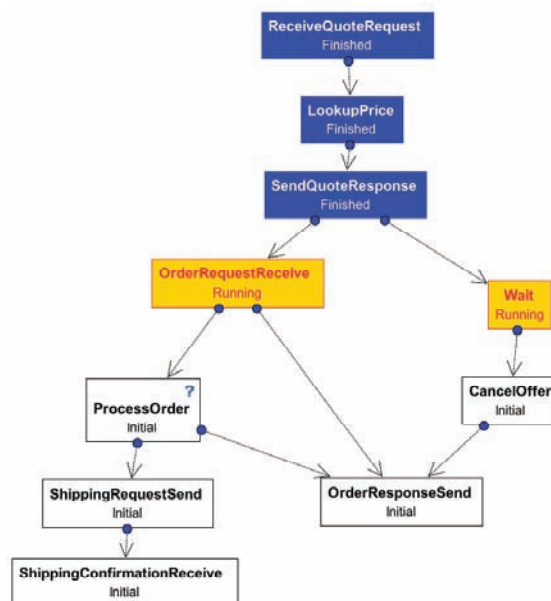 ReceiveQuoteRequest
Finished
LookupPrice
Finished
SendQuoteResponse
Finished
OrderRequestReceive
Running
Wait
Running
?
ProcessOrder
Initial
CancelOffer
Initial
ShippingRequestSend
Initial
OrderResponseSend
Initial
ShippingConfirmationReceive
Initial